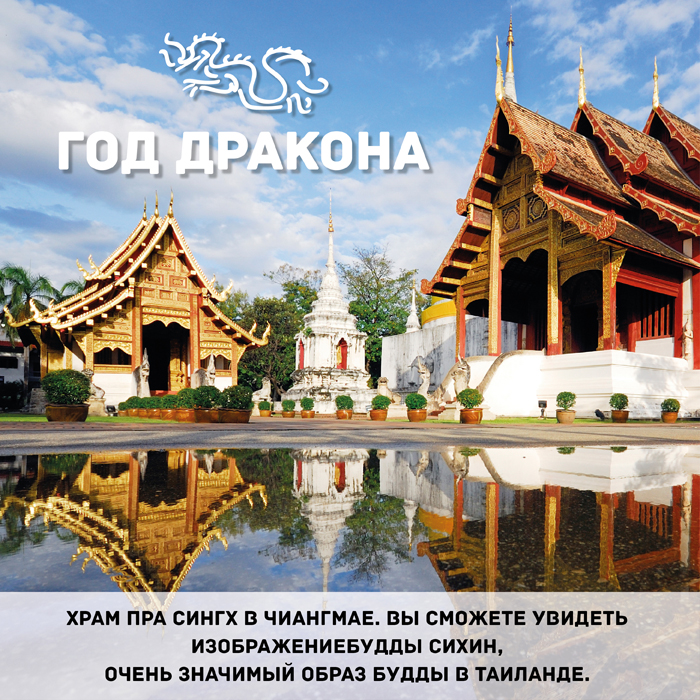 ГОД ДРАКОНА
ХРАМ ПРА СИНГХ В ЧИАНГМАЕ. ВЫ СМОЖЕТЕ УВИДЕТЬ
ИЗОБРАЖЕНИЕБУДДЫ СИХИН,
ОЧЕНЬ ЗНАЧИМЫЙ ОБРАЗ БУДДЫ В ТАИЛАНДЕ.